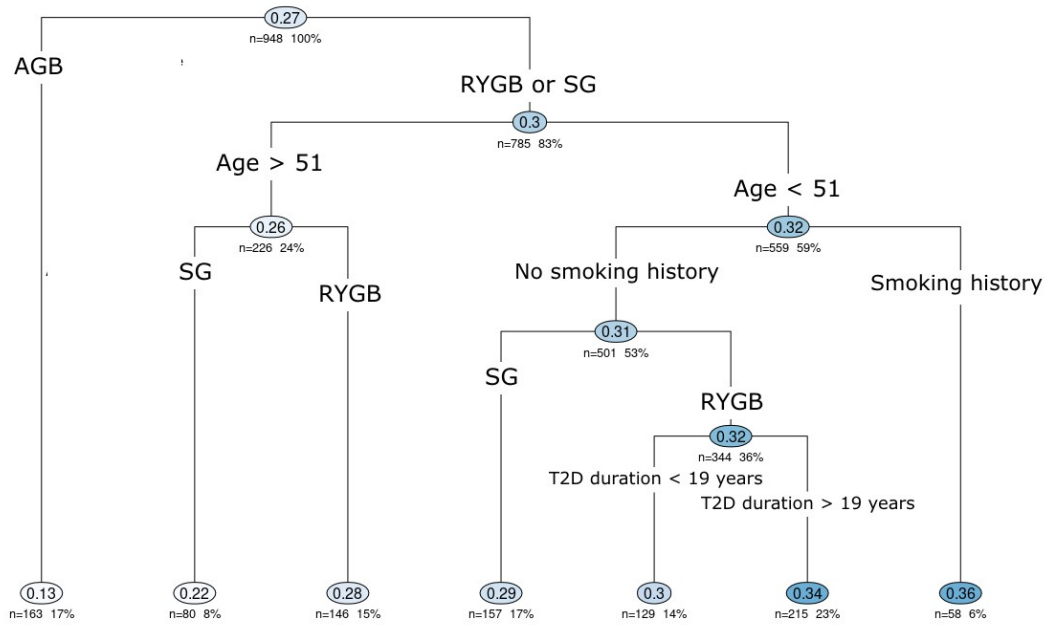 0.27
n=948 100%
AGB
RYGB or SG
0.3
n=785 83%
Age > 51
Age < 51
0.26
n=226 24%
0.32
n=559 59%
SG
RYGB
No smoking history
Smoking history
0.31
n=501 53%
SG
RYGB
0.32
n=344 36%
T2D duration < 19 years
T2D duration > 19 years
0.13
n=163 17%
0.22
n=80 8%
0.28
n=146 15%
0.29
n=157 17%
0.3
n=129 14%
0.34
n=215 23%
0.36
n=58 6%